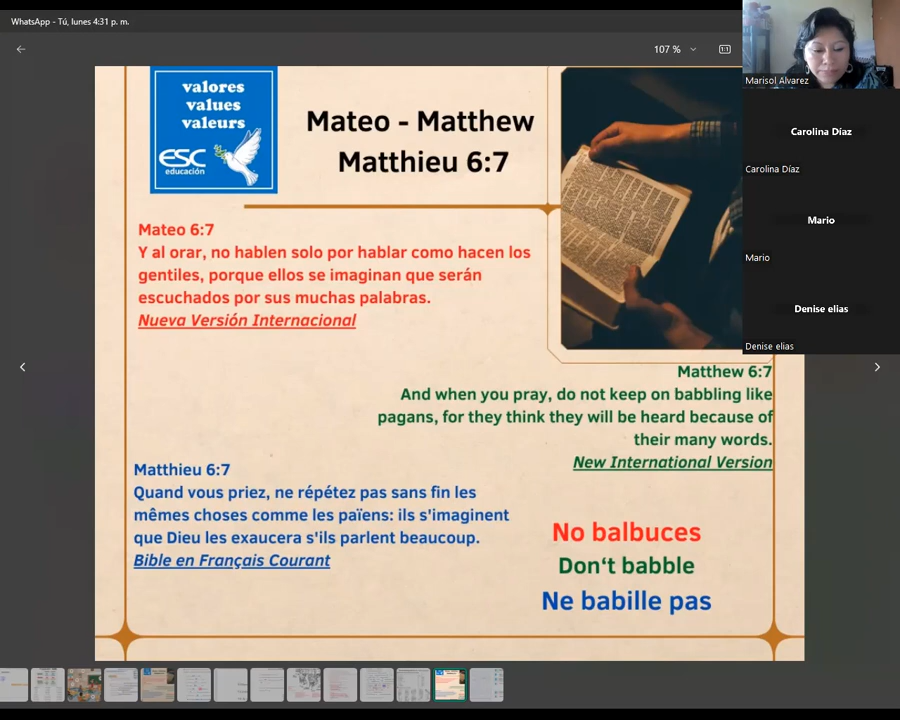 WhatsApp - Tú, lunes 4:31 p. m.
107 %
valores
values
valeurs
esc
educación
Mateo - Matthew
Matthieu 6:7
Mateo 6:7
Y al orar, no hablen solo por hablar como hacen los
gentiles, porque ellos se imaginan que serán
escuchados por sus muchas palabras.
Nueva Versión Internacional
Matthew 6:7
And when you pray, do not keep on babbling like
pagans, for they think they will be heard because of
their many words.
New International Version
Matthieu 6:7
Quand vous priez, ne répétez pas sans fin les
mêmes choses comme les païens: ils s'imaginent
que Dieu les exaucera s'ils parlent beaucoup.
Bible en Français Courant
No balbuces
Don‘t babble
Ne babille pas
Marisol Alvarez
Carolina Díaz
Carolina Díaz
Mario
Mario
Denise elias
Denise elias